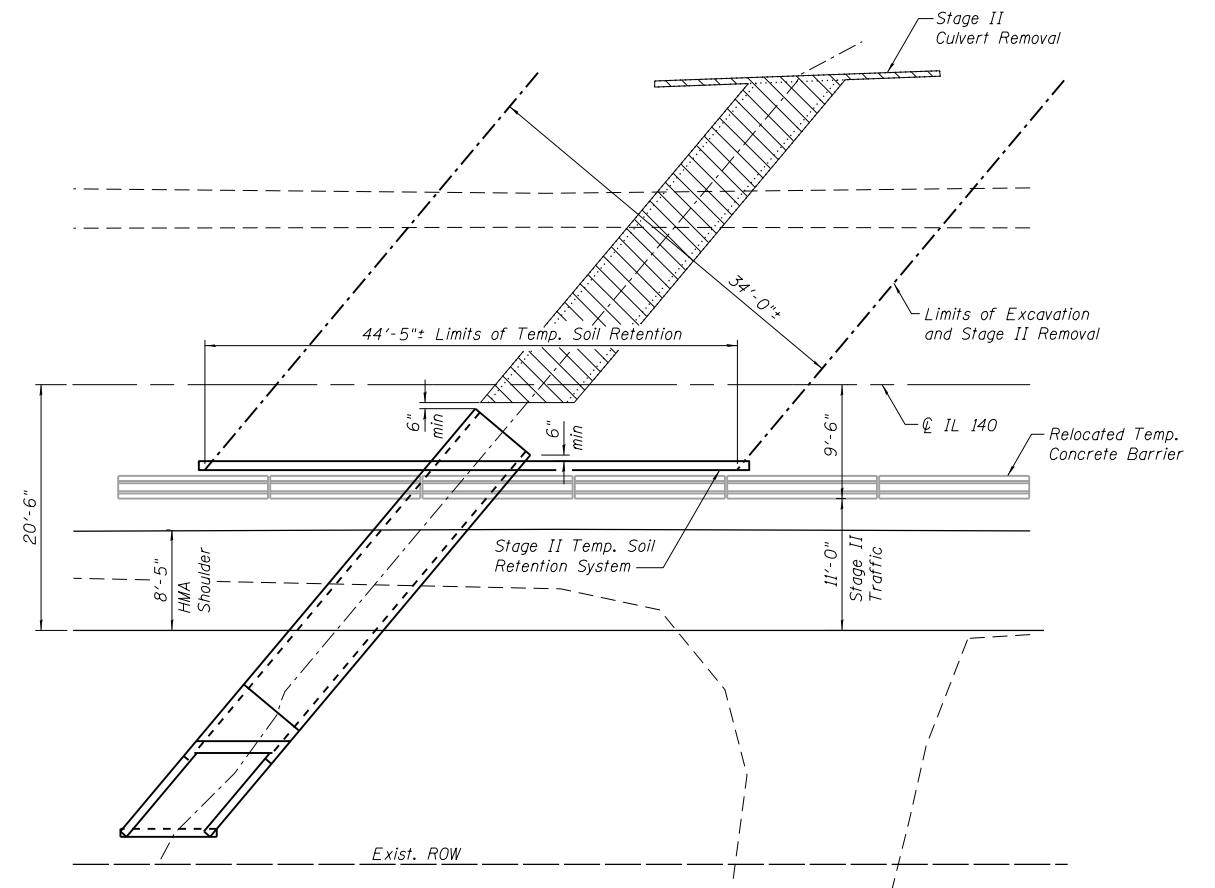 Stage II
Culvert Removal
34'-0"±
Limits of Excavation
and Stage II Removal
44'-5"± Limits of Temp. Soil Retention
6"
min
6"
min
9'-6"
℄ IL 140
Relocated Temp.
Concrete Barrier
20'-6"
8'-5"
HMA
Shoulder
Stage II Temp. Soil
Retention System
11'-0"
Stage II
Traffic
Exist. ROW